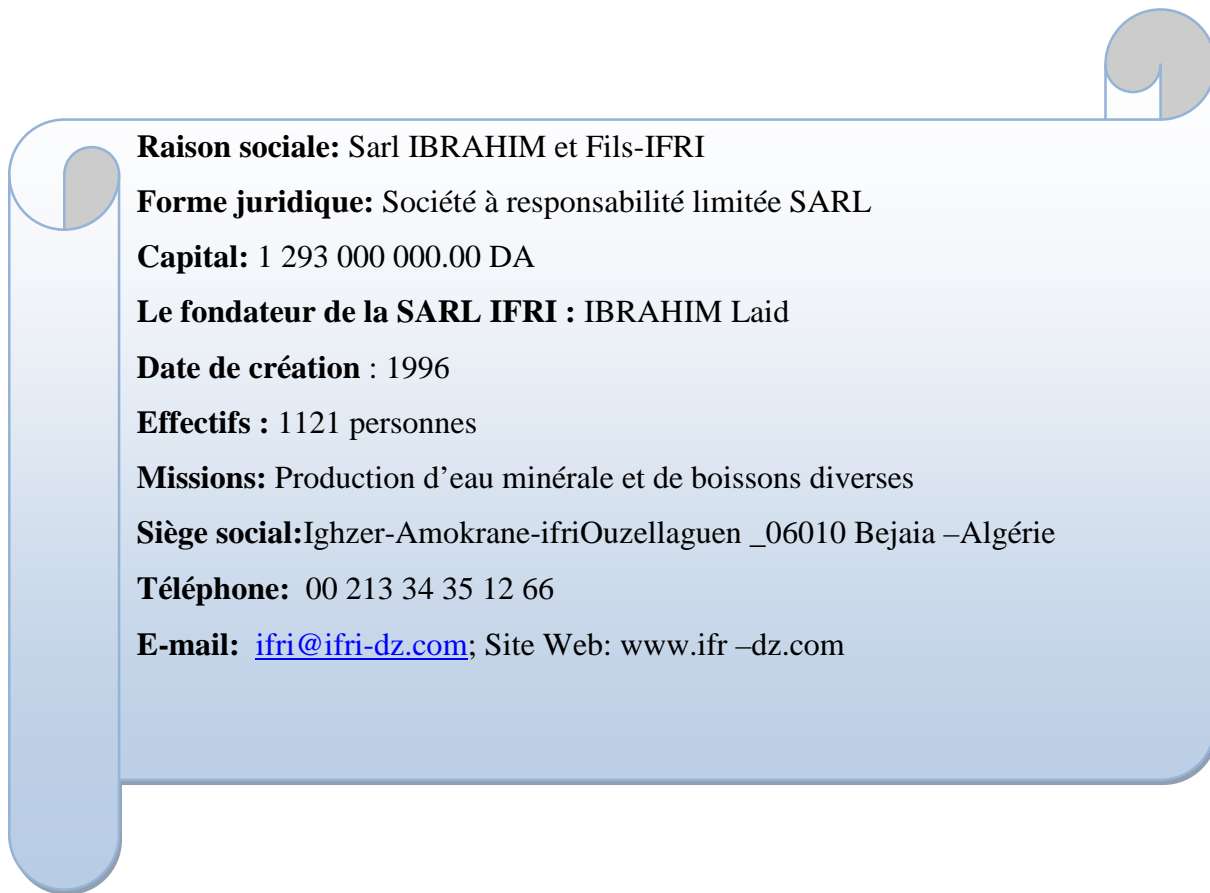 Raison sociale: Sarl IBRAHIM et Fils-IFRI
Forme juridique: Société à responsabilité limitée SARL
Capital: 1 293 000 000.00 DA
Le fondateur de la SARL IFRI : IBRAHIM Laid
Date de création : 1996
Effectifs : 1121 personnes
Missions: Production d’eau minérale et de boissons diverses
Siège social:Ighzer-Amokrane-ifriOuzellaguen _06010 Bejaia –Algérie
Téléphone: 00 213 34 35 12 66
E-mail: ifri@ifri-dz.com; Site Web: www.ifr –dz.com